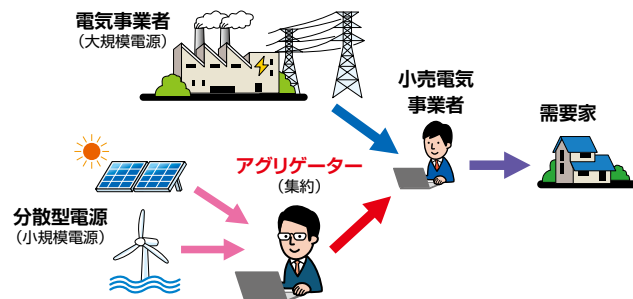 電気事業者
（大規模電源）
小売電気
事業者
需要家
アグリゲーター
（集約）
分散型電源
（小規模電源）